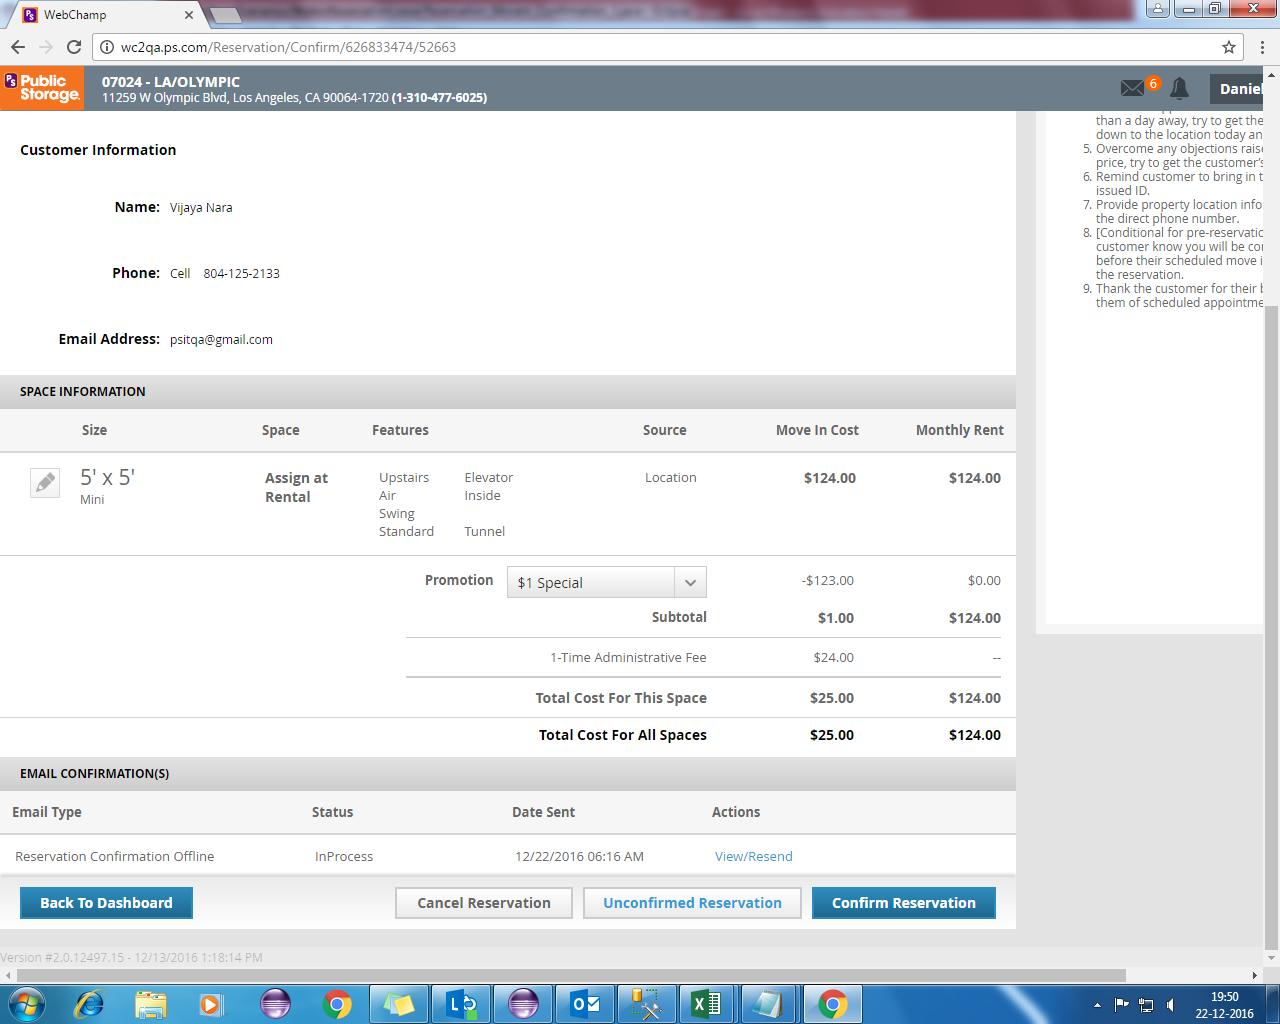 WebChamp
wc2qa.ps.com/Reservation/Confirm/626833474/52663
PS Public Storage.
07024 - LA/OLYMPIC
11259 W Olympic Blvd, Los Angeles, CA 90064-1720 (1-310-477-6025)
6
Daniel
Customer Information
Name: Vijaya Nara
Phone: Cell 804-125-2133
Email Address: psitqa@gmail.com
SPACE INFORMATION
Size Space Features Source Move In Cost Monthly Rent
5' x 5'
Mini
Assign at
Rental
Upstairs Elevator
Air Inside
Swing
Standard Tunnel
Location
$124.00 $124.00
Promotion $1 Special -$123.00 $0.00
Subtotal $1.00 $124.00
1-Time Administrative Fee $24.00 --
Total Cost For This Space $25.00 $124.00
Total Cost For All Spaces $25.00 $124.00
EMAIL CONFIRMATION(S)
Email Type Status Date Sent Actions
Reservation Confirmation Offline InProcess 12/22/2016 06:16 AM View/Resend
Back To Dashboard Cancel Reservation Unconfirmed Reservation Confirm Reservation
Version #2.0.12497.15 - 12/13/2016 1:18:14 PM
than a day away, try to get the
down to the location today an
5. Overcome any objections rais
price, try to get the customer's
6. Remind customer to bring in t
issued ID.
7. Provide property location info
the direct phone number.
8. [Conditional for pre-reservatio
customer know you will be co
before their scheduled move i
the reservation.
9. Thank the customer for their b
them of scheduled appointme
19:50
22-12-2016